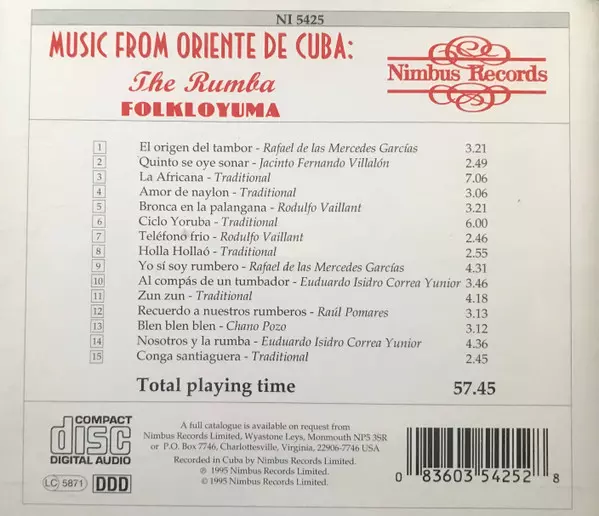 NI 5425
MUSIC FROM ORIENTE DE CUBA:
The Rumba
FOLKLOYUMA
Nimbus Records
1 El origen del tambor - Rafael de las Mercedes Garcías 3.21
2 Quinto se oye sonar - Jacinto Fernando Villalón 2.49
3 La Africana - Traditional 7.06
4 Amor de naylon - Traditional 3.06
5 Bronca en la palangana - Rodulfo Vaillant 3.21
6 Ciclo Yoruba - Traditional 6.00
7 Teléfono frio - Rodulfo Vaillant 2.46
8 Holla Hollaó - Traditional 2.55
9 Yo sí soy rumbero - Rafael de las Mercedes Garcías 4.31
10 Al compás de un tumbador - Euduardo Isidro Correa Yunior 3.46
11 Zun zun - Traditional 4.18
12 Recuerdo a nuestros rumberos - Raúl Pomares 3.13
13 Blen blen blen - Chano Pozo 3.12
14 Nosotros y la rumba - Euduardo Isidro Correa Yunior 4.36
15 Conga santiaguera - Traditional 2.45
Total playing time 57.45
COMPACT
disc
DIGITAL AUDIO
LC 5871 DDD
A full catalogue is available on request from
Nimbus Records Limited, Wyastone Leys, Monmouth NP5 3SR
or P.O. Box 7746, Charlottesville, Virginia, 22906-7746 USA
Recorded in Cuba by Nimbus Records Limited.
℗ 1995 Nimbus Records Limited.
© 1995 Nimbus Records Limited.
0 83603 54252 8